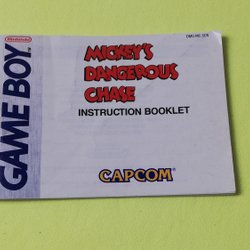 Nintendo
GAME BOY
MICKEY'S
DANGEROUS
CHASE
INSTRUCTION BOOKLET
CAPCOM